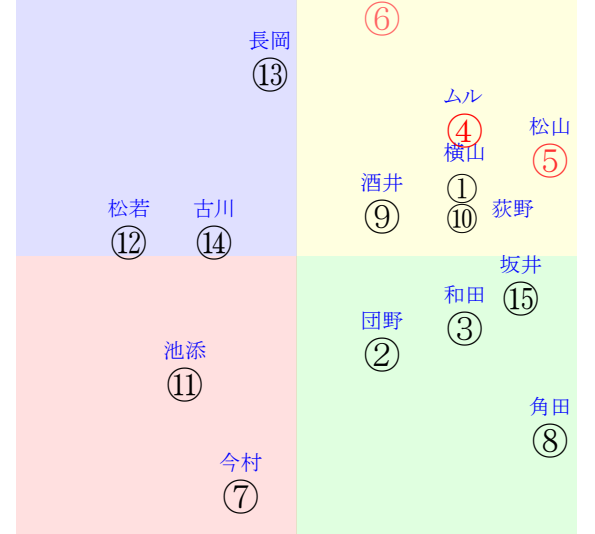 ⑥
長岡
⑬
ムル
④
松山
⑤
横山
①
酒井
⑨
⑩
荻野
松若
⑫
古川
⑭
坂井
⑮
和田
③
団野
②
池添
⑪
角田
⑧
今村
⑦